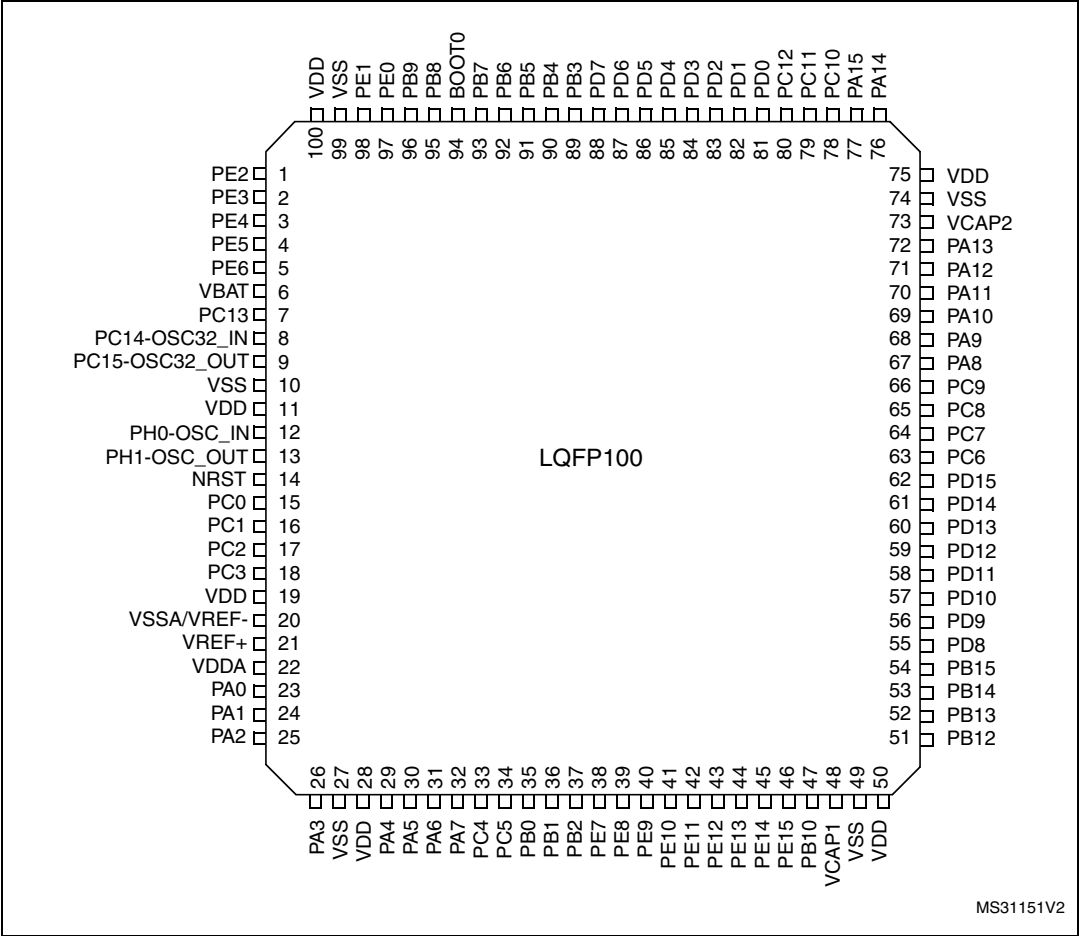 VDD VSS PE1 PE0 PB9 PB8 BOOT0 PB7 PB6 PB5 PB4 PB3 PD7 PD6 PD5 PD4 PD3 PD2 PD1 PD0 PC12 PC11 PC10 PA15 PA14
100 99 98 97 96 95 94 93 92 91 90 89 88 87 86 85 84 83 82 81 80 79 78 77 76
PE2 1 75 VDD
PE3 2 74 VSS
PE4 3 73 VCAP2
PE5 4 72 PA13
PE6 5 71 PA12
VBAT 6 70 PA11
PC13 7 69 PA10
PC14-OSC32_IN 8 68 PA9
PC15-OSC32_OUT 9 67 PA8
VSS 10 66 PC9
VDD 11 65 PC8
PH0-OSC_IN 12 64 PC7
PH1-OSC_OUT 13 63 PC6
NRST 14 62 PD15
PC0 15 61 PD14
PC1 16 60 PD13
PC2 17 59 PD12
PC3 18 58 PD11
VDD 19 57 PD10
VSSA/VREF- 20 56 PD9
VREF+ 21 55 PD8
VDDA 22 54 PB15
PA0 23 53 PB14
PA1 24 52 PB13
PA2 25 51 PB12
LQFP100
26 27 28 29 30 31 32 33 34 35 36 37 38 39 40 41 42 43 44 45 46 47 48 49 50
PA3 VSS VDD PA4 PA5 PA6 PA7 PC4 PC5 PB0 PB1 PB2 PE7 PE8 PE9 PE10 PE11 PE12 PE13 PE14 PE15 PB10 VCAP1 VSS VDD
MS31151V2